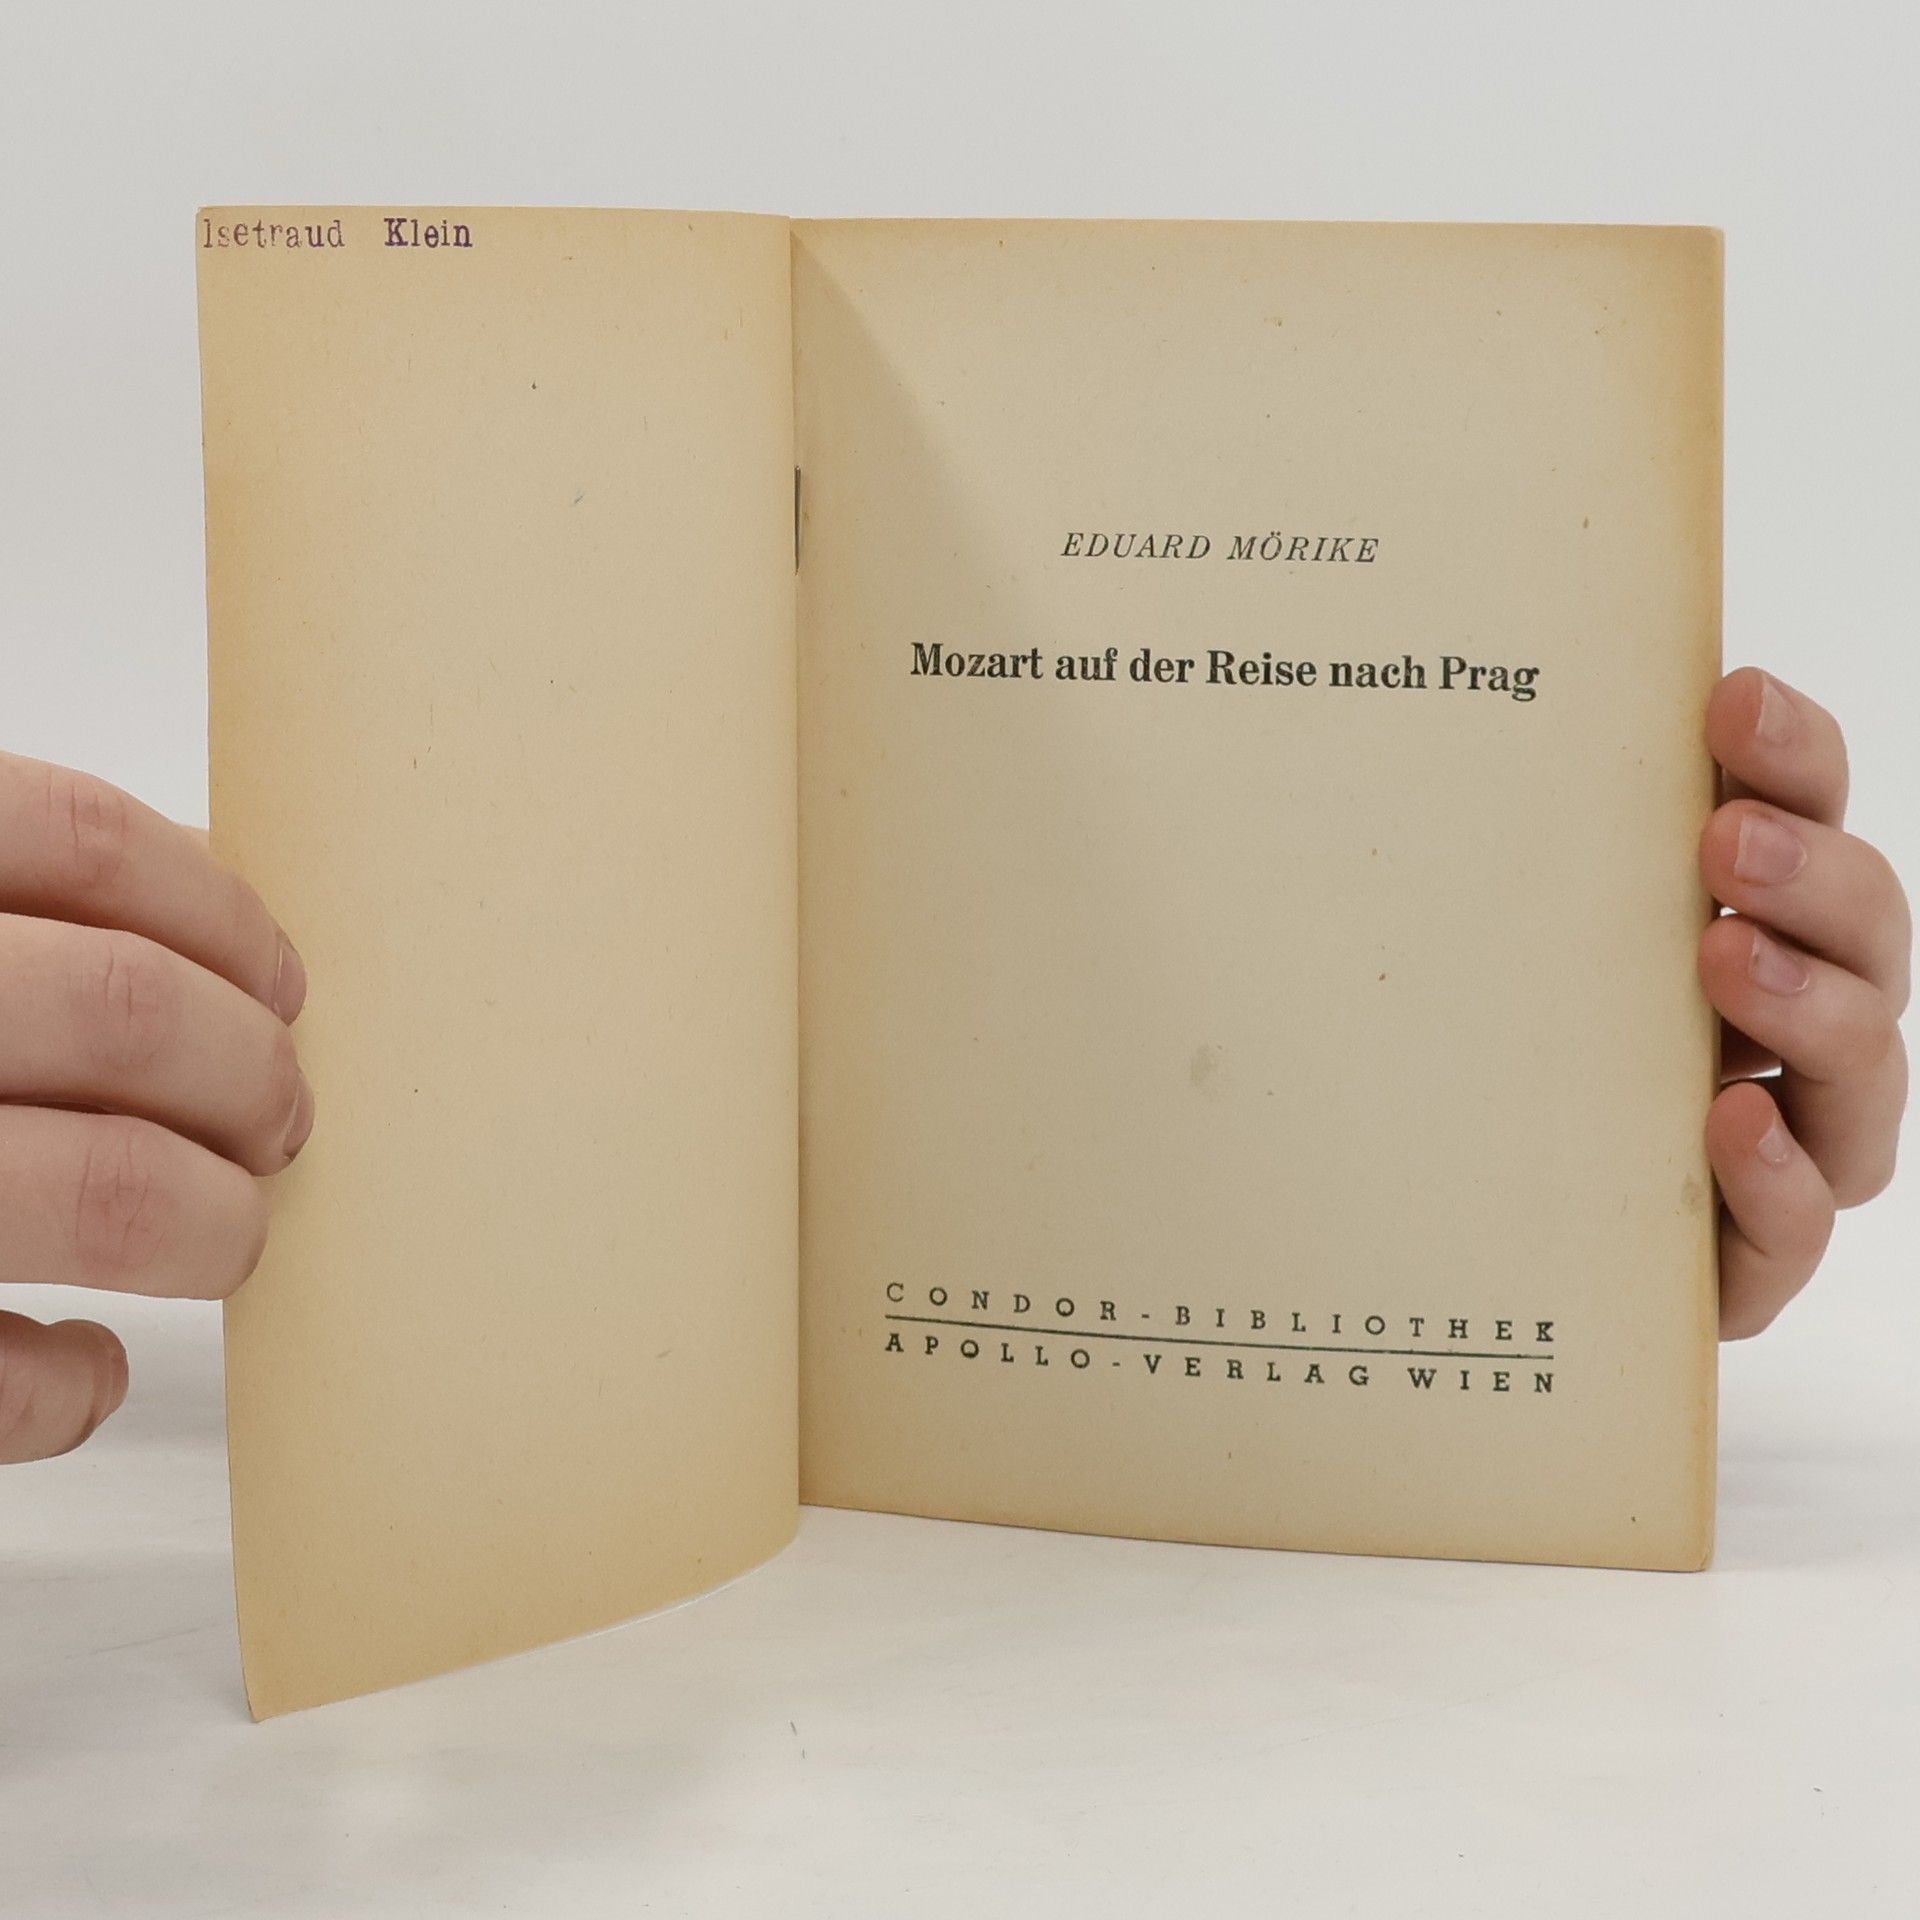 lsetraud Klein
EDUARD MÖRIKE
Mozart auf der Reise nach Prag
CONDOR-BIBLIOTHEK
APOLLO-VERLAG WIEN